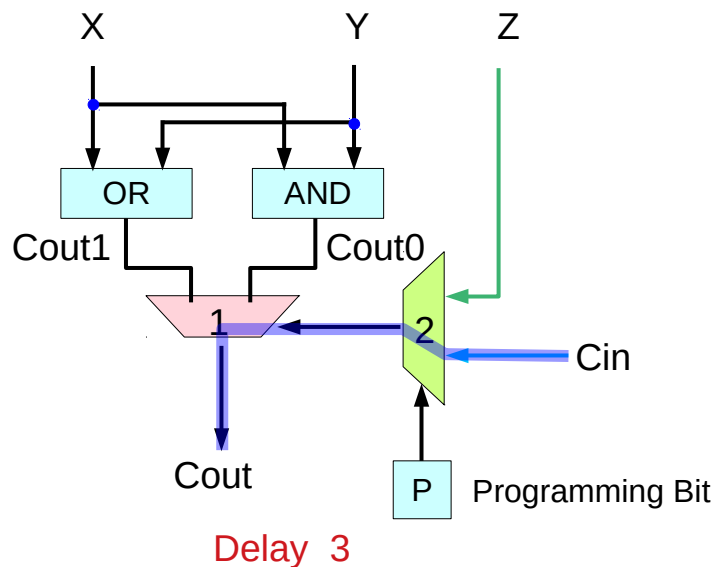 X Y Z
OR AND
Cout1 Cout0
1 2
Cin
Cout
P Programming Bit
Delay 3